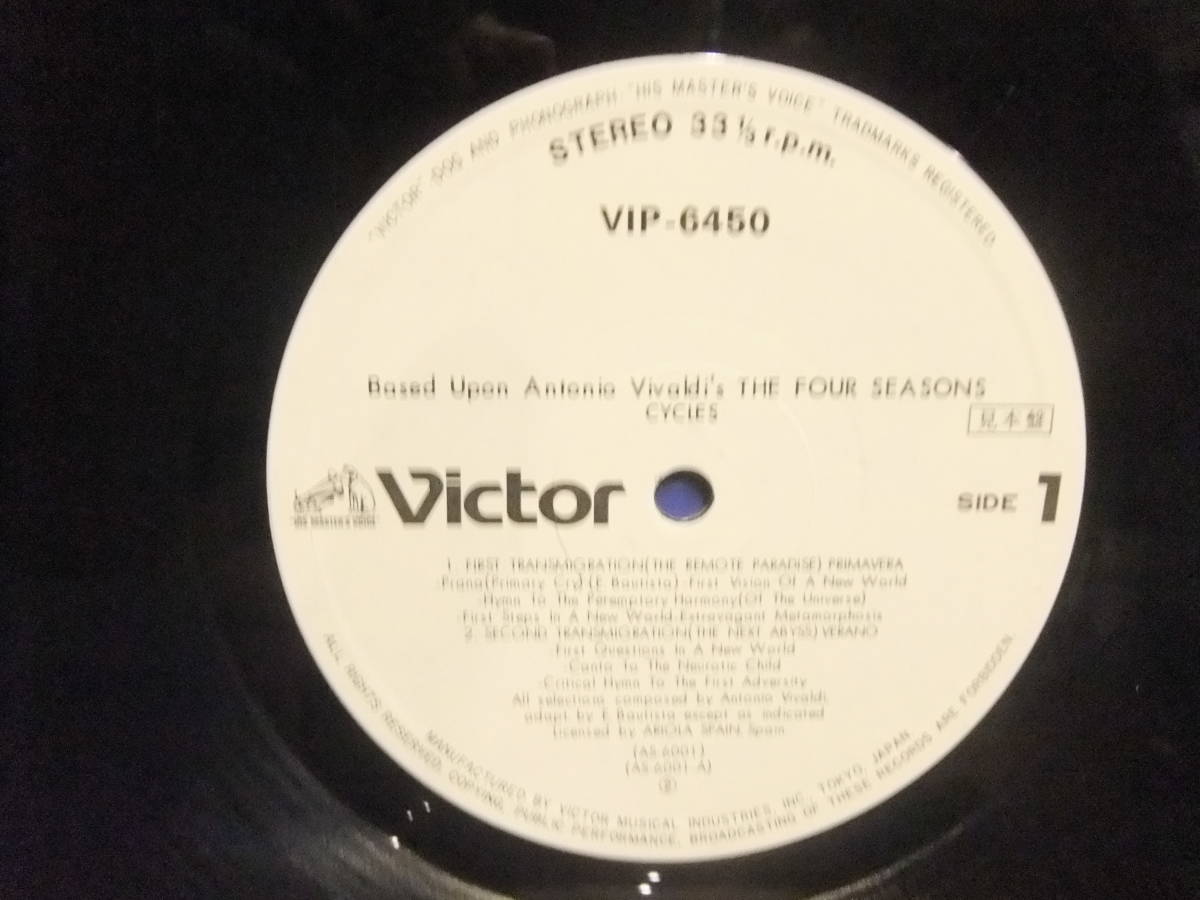 "VICTOR" ·DOG AND PHONOGRAPH· "HIS MASTER'S VOICE" TRADMARKS REGISTERED.
STEREO 33 ⅓ r.p.m.
VIP-6450
Based Upon Antonio Vivaldi's THE FOUR SEASONS
CYCLES
見本盤
HIS MASTER'S VOICE
Victor
SIDE 1
1. FIRST TRANSMIGRATION(THE REMOTE PARADISE) PRIMAVERA
·Prana(Primary Cry) (E Bautista)·First Vision Of A New World
·Hymn To The Peremptory Harmony(Of The Universe)
·First Steps In A New World·Extravagant Metamorphosis
2. SECOND TRANSMIGRATION(THE NEXT ABYSS) VERANO
·First Questions In A New World
·Canto To The Neurotic Child
·Critical Hymn To The First Adversity
All selections composed by Antonio Vivaldi,
adapt by E Bautista except as indicated
Licensed by ARIOLA SPAIN, Spain
(AS-6001)
(AS-6001-A)
MANUFACTURED BY VICTOR MUSICAL INDUSTRIES, INC. TOKYO, JAPAN
ALL RIGHTS RESERVED. COPYING, PUBLIC PERFORMANCE, BROADCASTING OF THESE RECORDS ARE FORBIDDEN